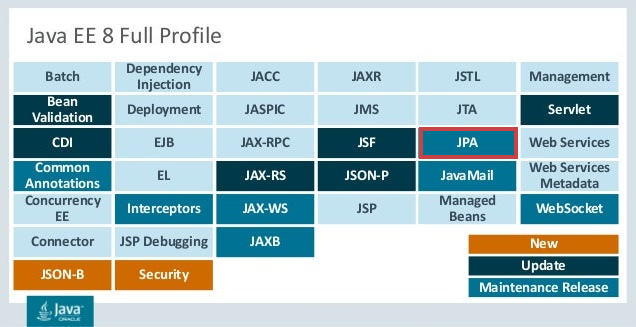 Java EE 8 Full Profile
Batch
Dependency
Injection
JACC
JAXR
JSTL
Management
Bean
Validation
Deployment
JASPIC
JMS
JTA
Servlet
CDI
EJB
JAX-RPC
JSF
JPA
Web Services
Common
Annotations
EL
JAX-RS
JSON-P
JavaMail
Web Services
Metadata
Concurrency
EE
Interceptors
JAX-WS
JSP
Managed
Beans
WebSocket
Connector
JSP Debugging
JAXB
New
JSON-B
Security
Update
Maintenance Release
Java
ORACLE